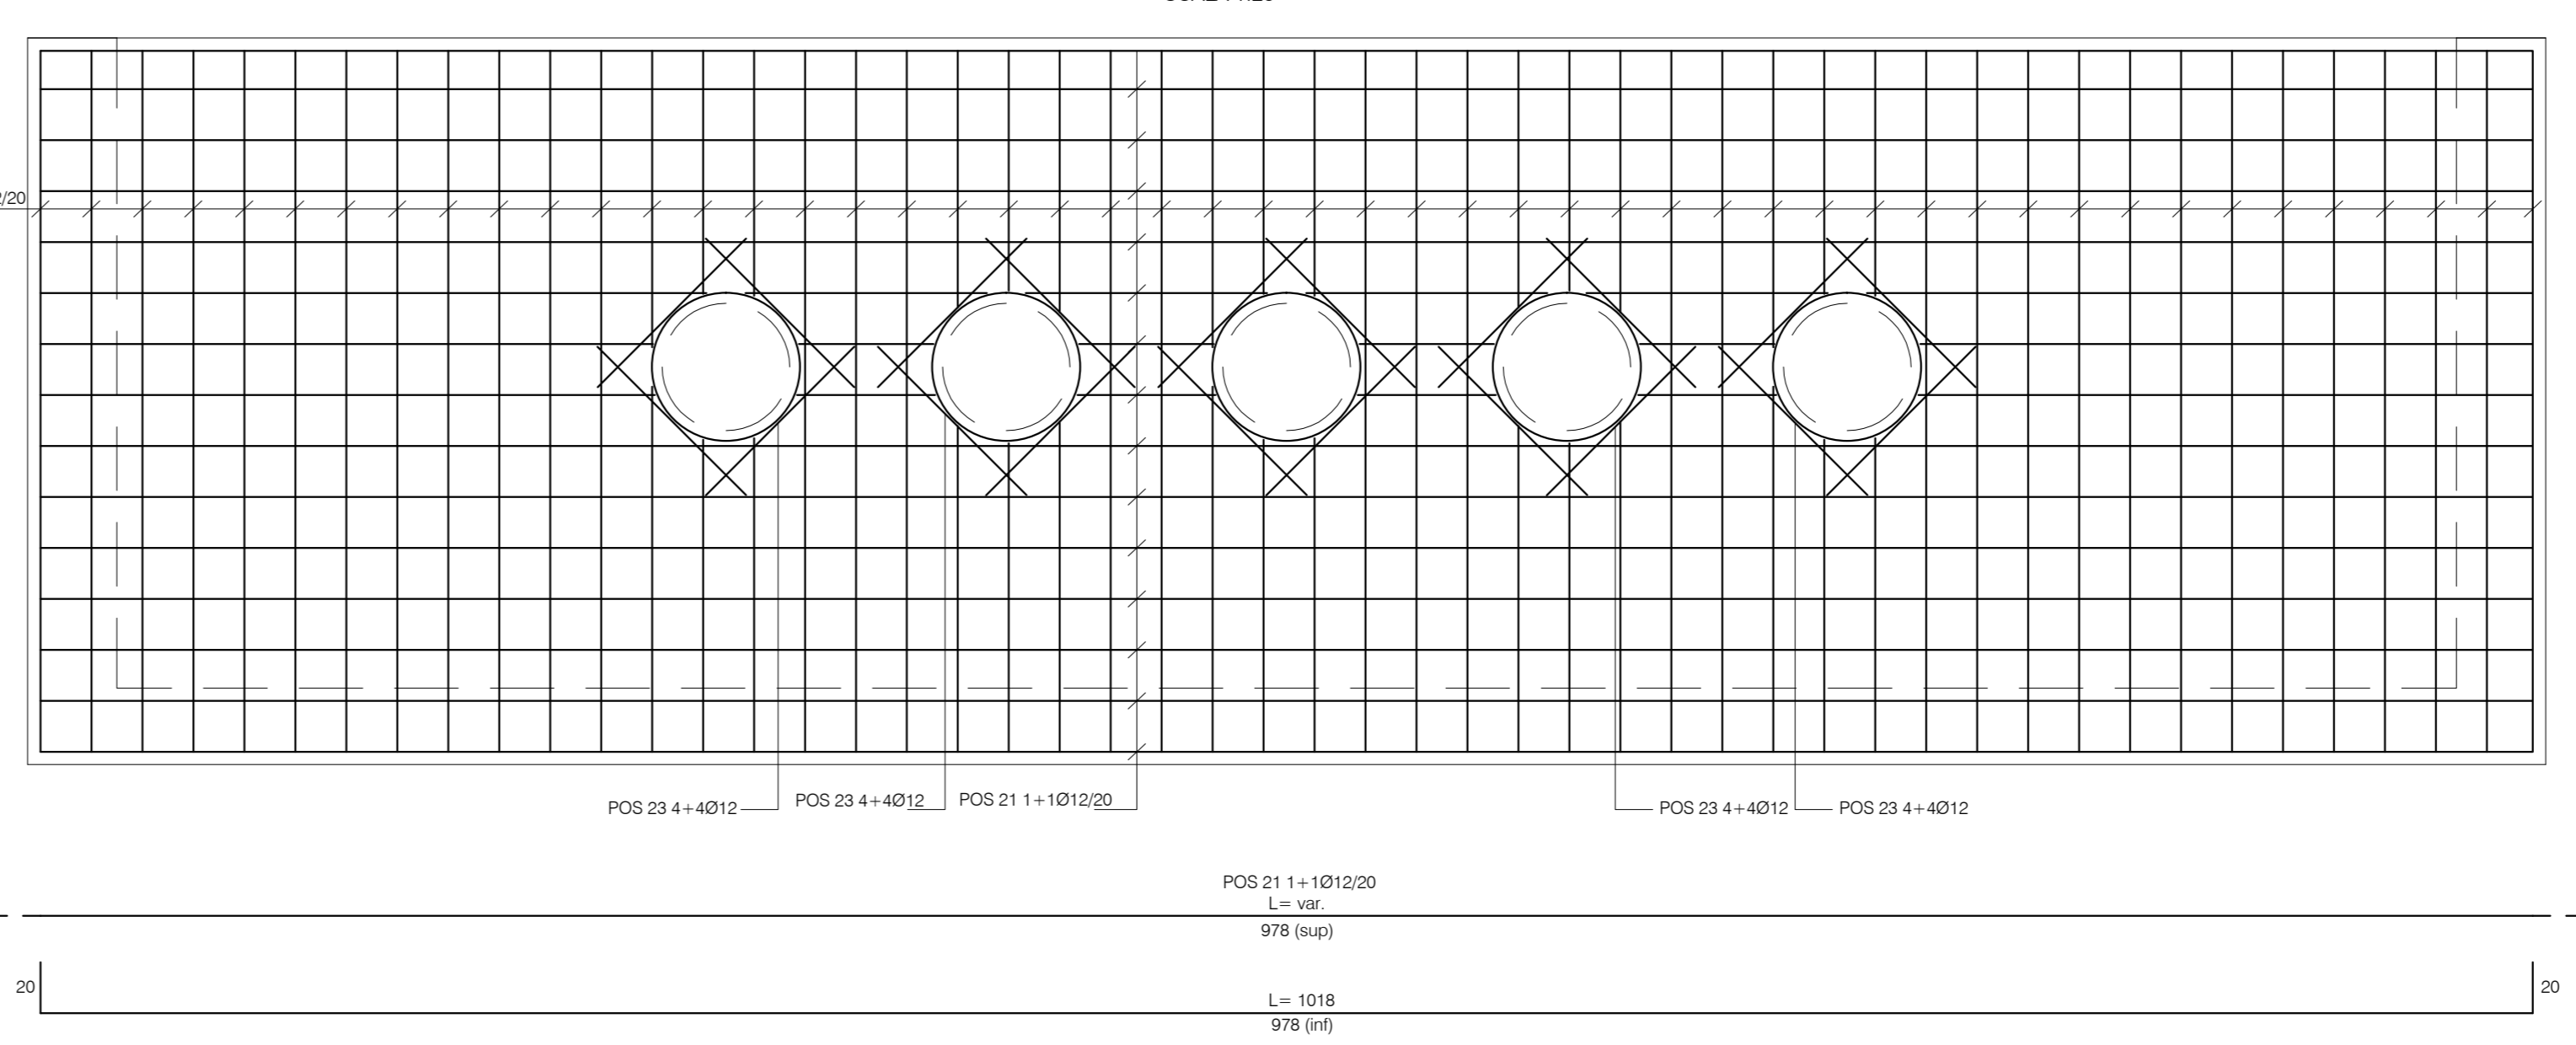 /20
POS 23 4+4Ø12
POS 23 4+4Ø12
POS 21 1+1Ø12/20
POS 23 4+4Ø12
POS 23 4+4Ø12
POS 21 1+1Ø12/20
L= var.
978 (sup)
20
L= 1018
20
978 (inf)